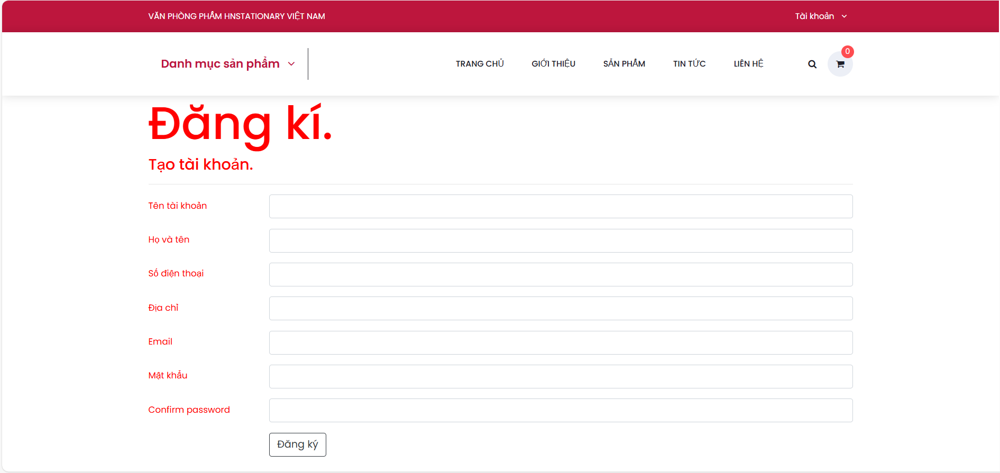 VĂN PHÒNG PHẨM HNSTATIONARY VIỆT NAM
Tài khoản
Danh mục sản phẩm
TRANG CHỦ
GIỚI THIỆU
SẢN PHẨM
TIN TỨC
LIÊN HỆ
0
Đăng kí.
Tạo tài khoản.
Tên tài khoản
Họ và tên
Số điện thoại
Địa chỉ
Email
Mật khẩu
Confirm password
Đăng ký